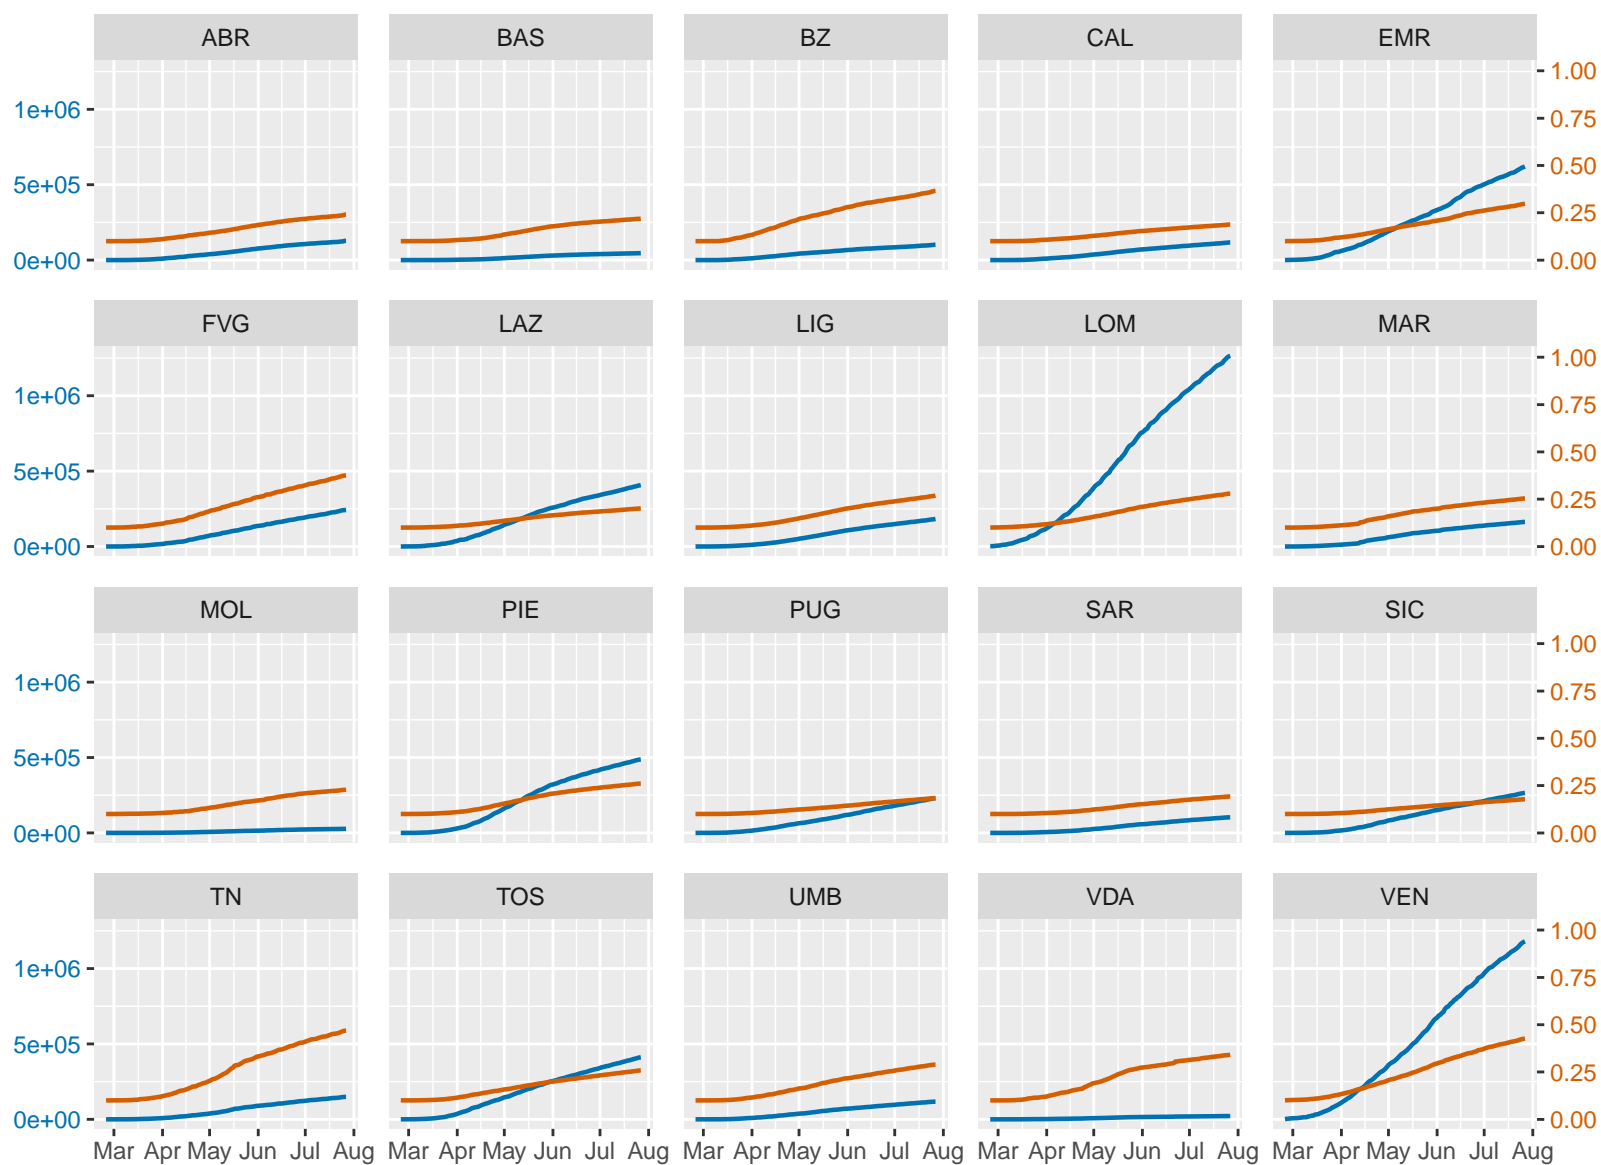 ABR BAS BZ CAL EMR
1e+06
5e+05
0e+00
1.00
0.75
0.50
0.25
0.00
FVG LAZ LIG LOM MAR
1e+06
5e+05
0e+00
1.00
0.75
0.50
0.25
0.00
MOL PIE PUG SAR SIC
1e+06
5e+05
0e+00
1.00
0.75
0.50
0.25
0.00
TN TOS UMB VDA VEN
1e+06
5e+05
0e+00
1.00
0.75
0.50
0.25
0.00
Mar Apr May Jun Jul Aug Mar Apr May Jun Jul Aug Mar Apr May Jun Jul Aug Mar Apr May Jun Jul Aug Mar Apr May Jun Jul Aug